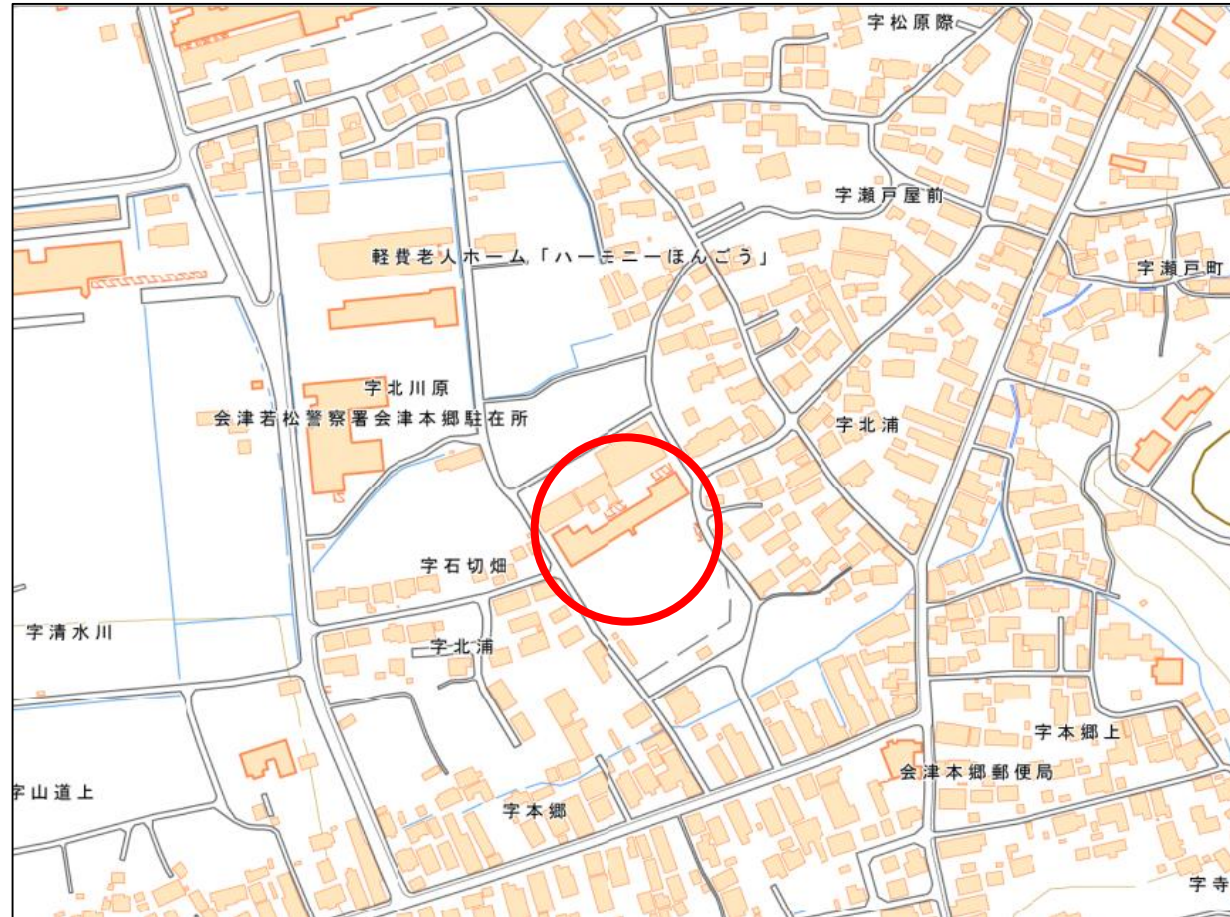 字松原際
字瀬戸屋前
軽費老人ホーム「ハーモニーほんごう」
字瀬戸町
字北川原
会津若松警察署会津本郷駐在所
字北浦
字石切畑
字清水川
字北浦
字本郷上
会津本郷郵便局
字山道上
字本郷
字寺